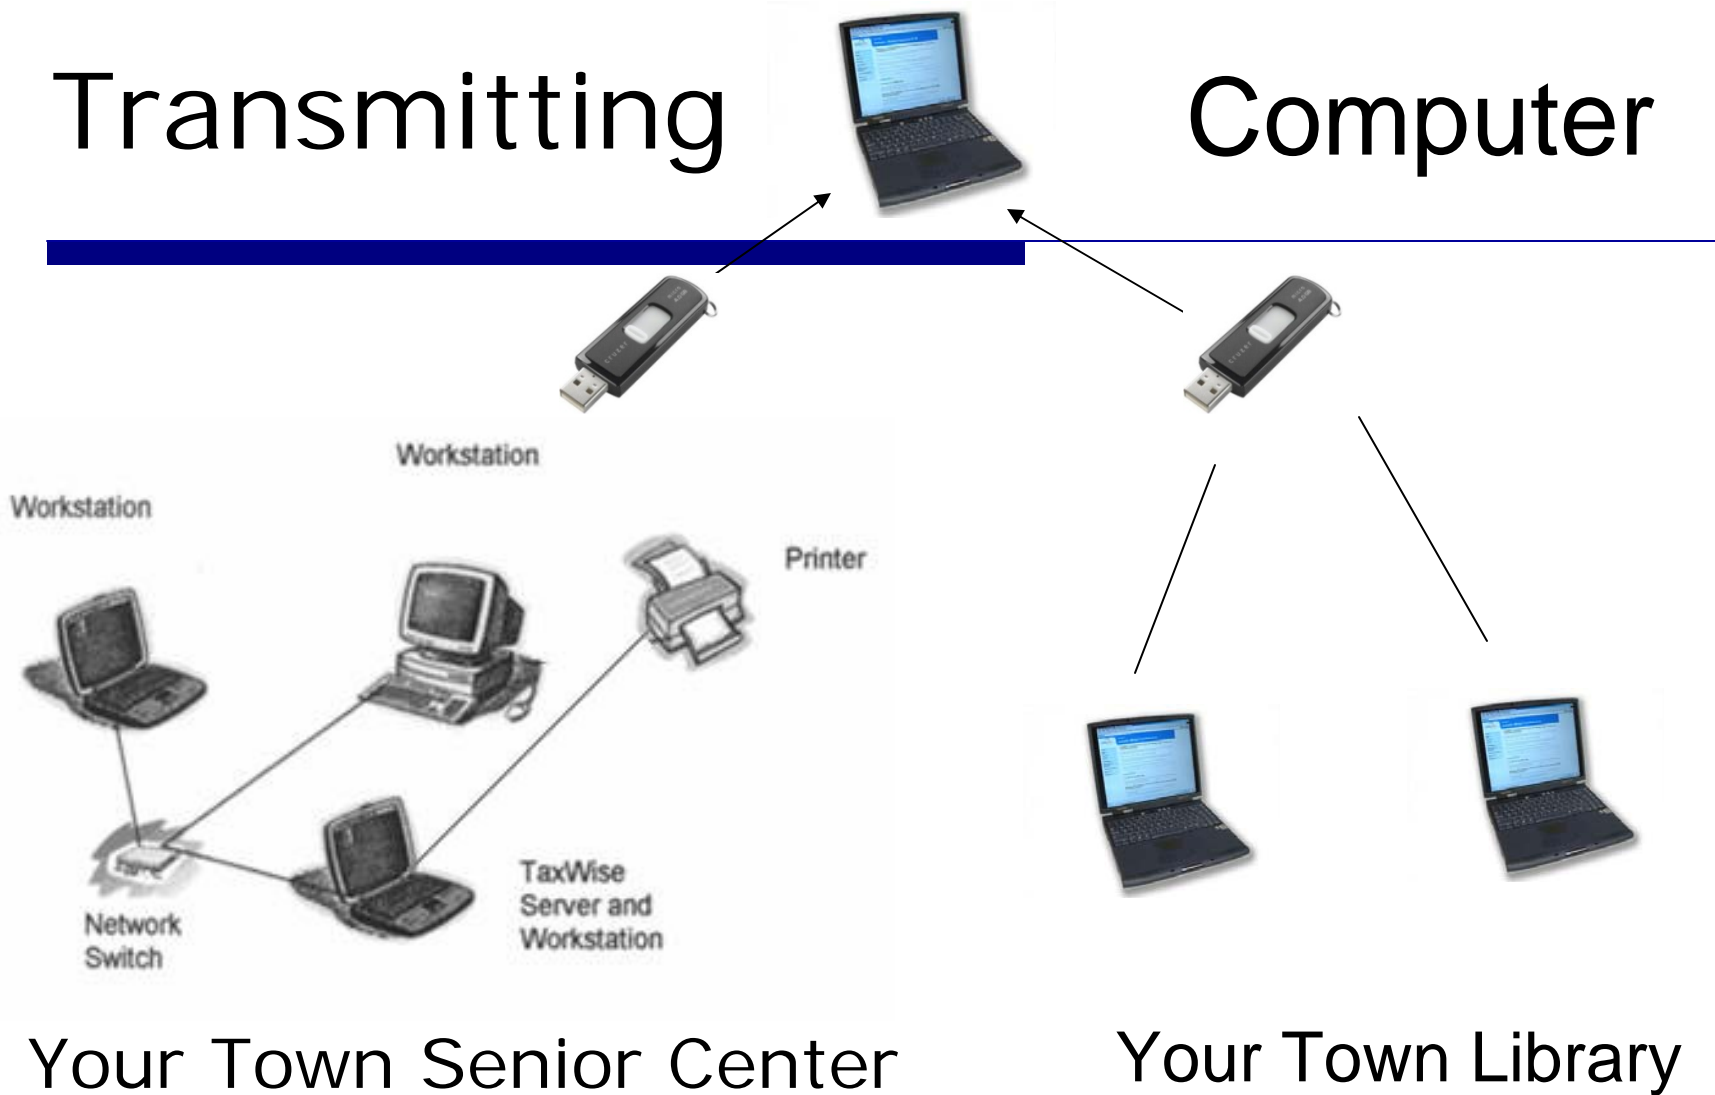 Transmitting Computer
Workstation
Workstation
Printer
TaxWise
Server and
Workstation
Network
Switch
Your Town Senior Center
Your Town Library